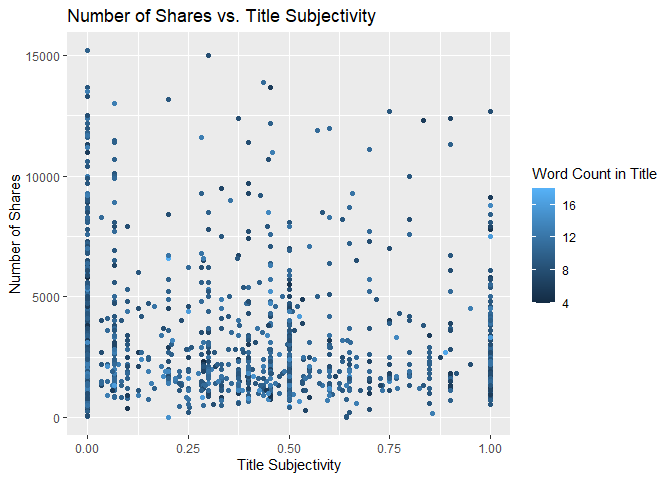 Number of Shares vs. Title Subjectivity
Number of Shares
15000
10000
5000
0
0.00 0.25 0.50 0.75 1.00
Title Subjectivity
Word Count in Title
16
12
8
4